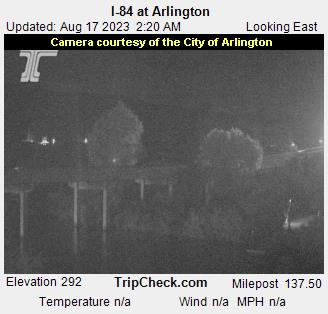 I-84 at Arlington
Updated: Aug 17 2023 2:20 AM Looking East
Camera courtesy of the City of Arlington
Elevation 292 TripCheck.com Milepost 137.50
Temperature n/a Wind n/a MPH n/a